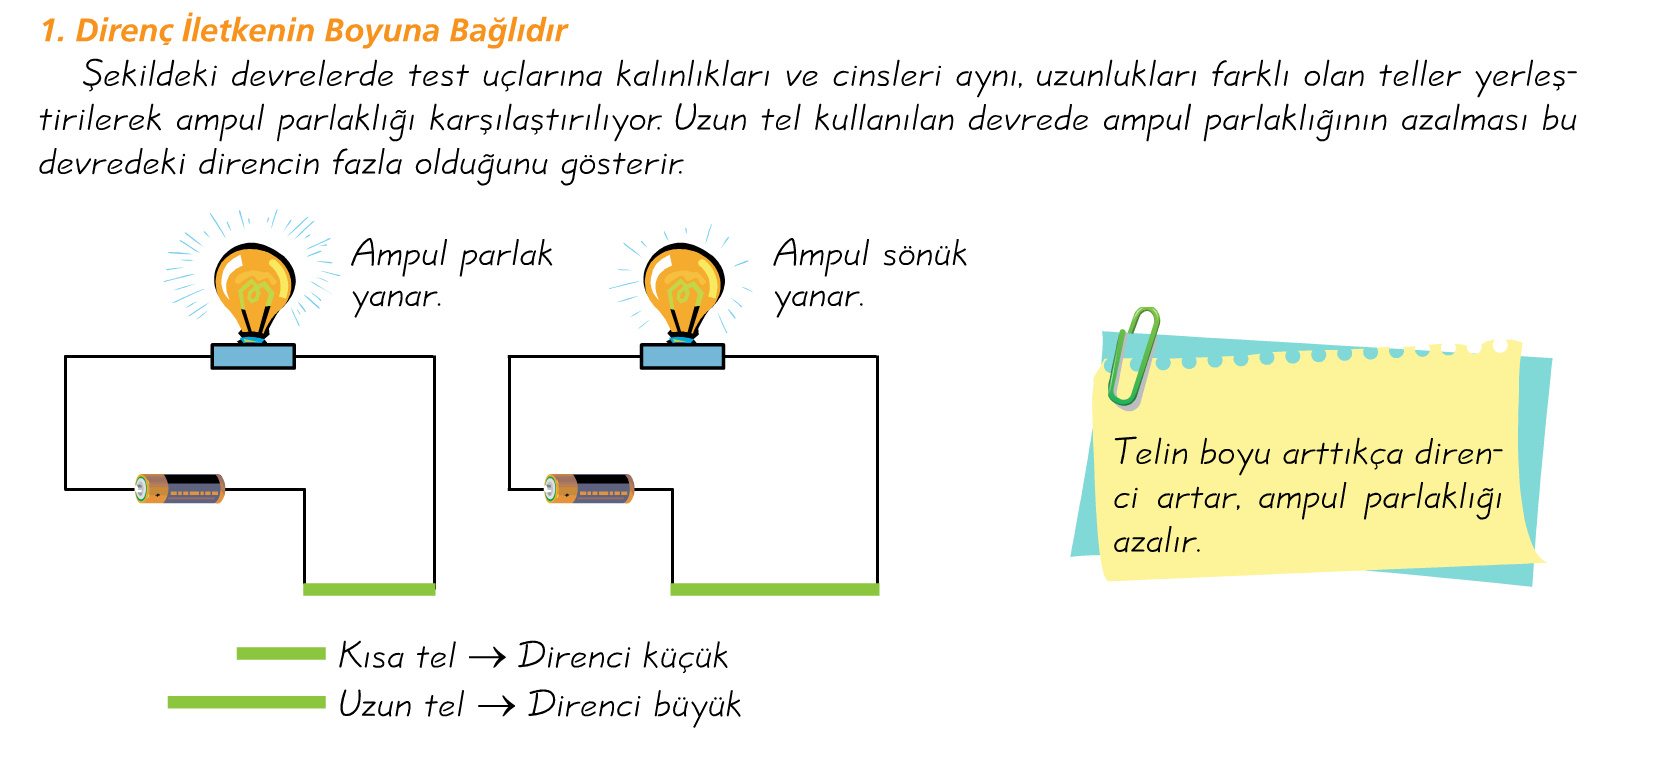 1. Direnç İletkenin Boyuna Bağlıdır
Şekildeki devrelerde test uçlarına kalınlıkları ve cinsleri aynı, uzunlukları farklı olan teller yerleş-
tirilerek ampul parlaklığı karşılaştırılıyor. Uzun tel kullanılan devrede ampul parlaklığının azalması bu
devredeki direncin fazla olduğunu gösterir.
Ampul parlak
yanar.
Ampul sönük
yanar.
Telin boyu arttıkça diren-
ci artar, ampul parlaklığı
azalır.
Kısa tel → Direnci küçük
Uzun tel → Direnci büyük